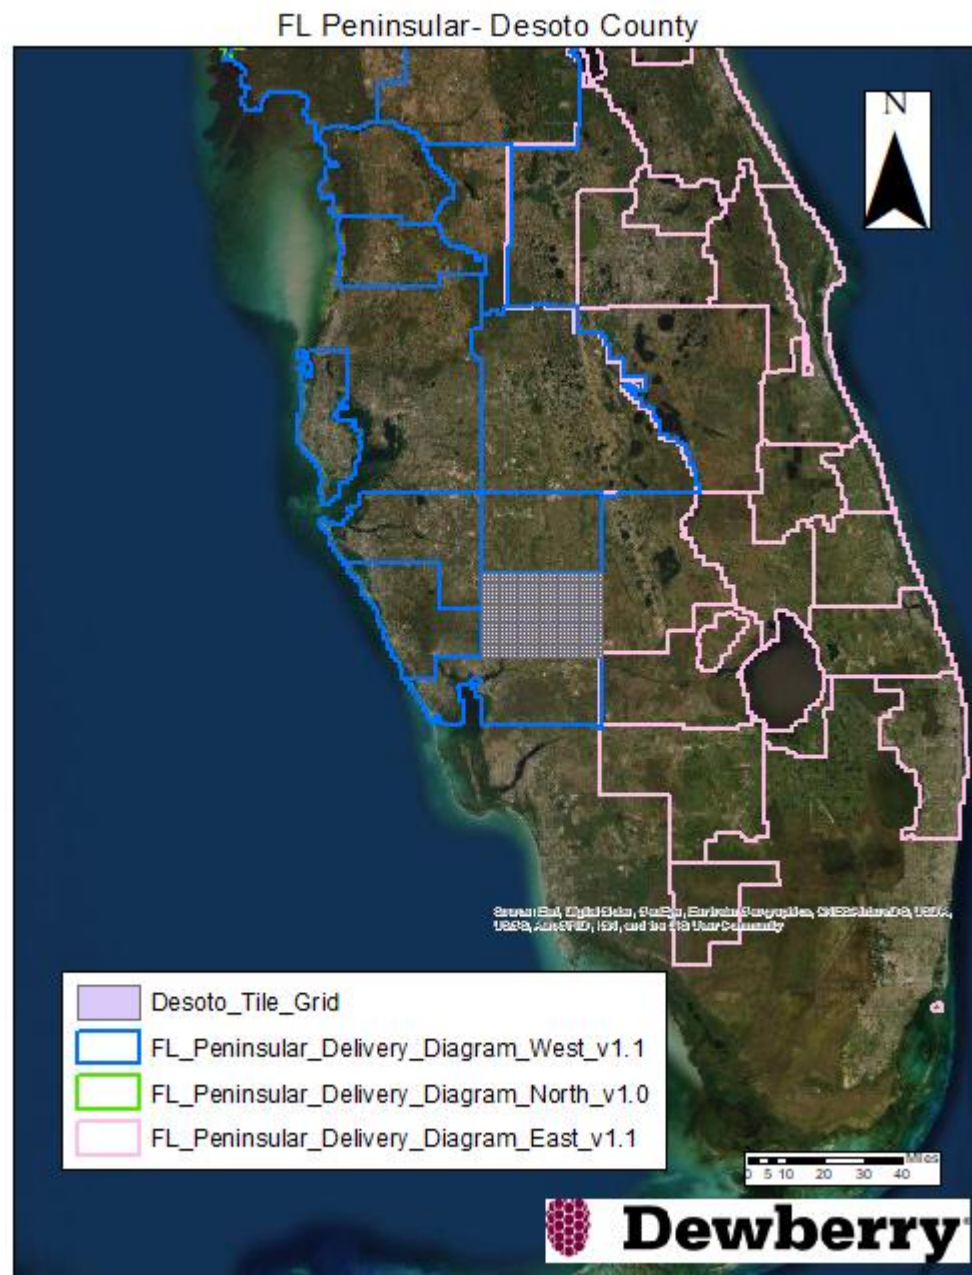 FL Peninsular- Desoto County
N
Desoto_Tile_Grid
FL_Peninsular_Delivery_Diagram_West_v1.1
FL_Peninsular_Delivery_Diagram_North_v1.0
FL_Peninsular_Delivery_Diagram_East_v1.1
Miles
0 5 10 20 30 40
Dewberry